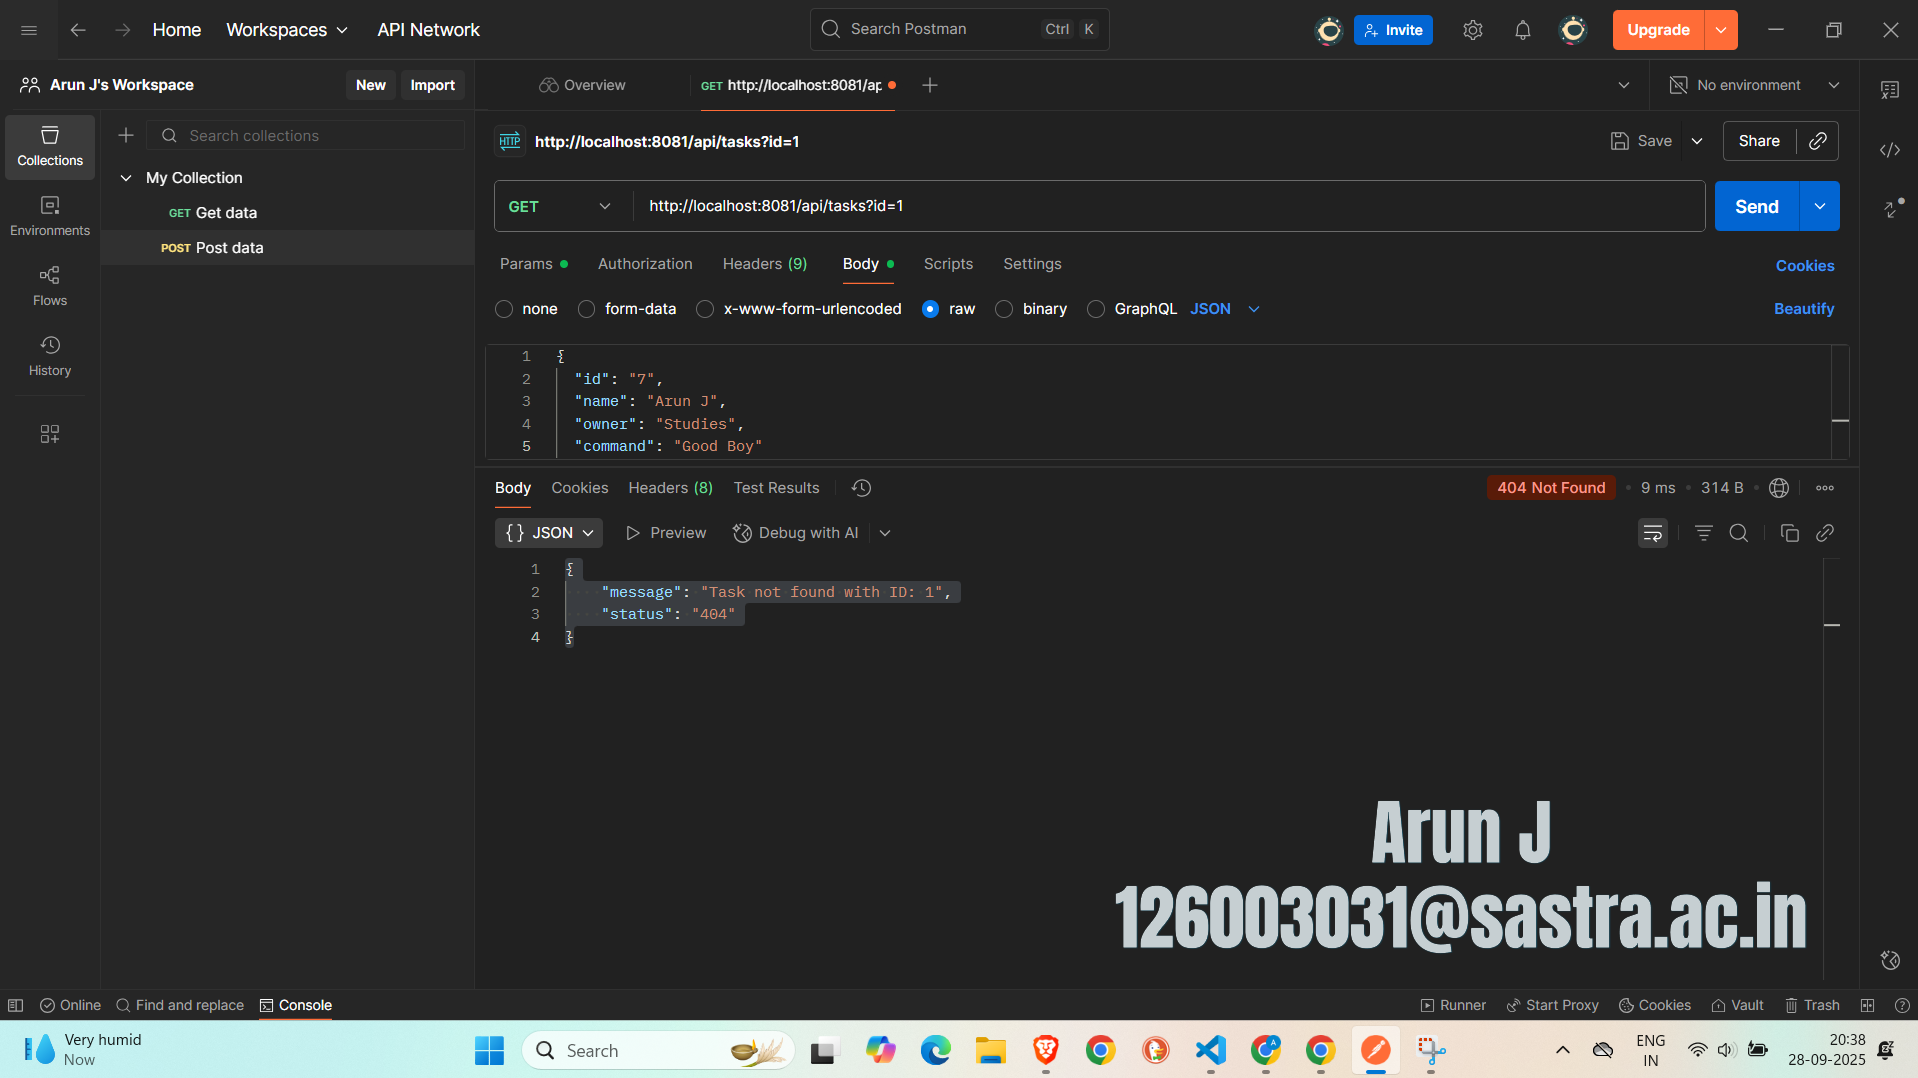 Home
Workspaces
API Network
Search Postman
Ctrl
K
Invite
Upgrade
Arun J's Workspace
New
Import
Overview
GET http://localhost:8081/ap
No environment
Collections
Environments
Flows
History
Search collections
My Collection
GET Get data
POST Post data
HTTP
http://localhost:8081/api/tasks?id=1
Save
Share
GET
http://localhost:8081/api/tasks?id=1
Send
Params
Authorization
Headers (9)
Body
Scripts
Settings
Cookies
none
form-data
x-www-form-urlencoded
raw
binary
GraphQL
JSON
Beautify
1 {
2 "id": "7",
3 "name": "Arun J",
4 "owner": "Studies",
5 "command": "Good Boy"
Body
Cookies
Headers (8)
Test Results
404 Not Found
9 ms
314 B
{} JSON
Preview
Debug with AI
1 {
2 "message": "Task not found with ID: 1",
3 "status": "404"
4 }
Arun J
126003031@sastra.ac.in
Online
Find and replace
Console
Runner
Start Proxy
Cookies
Vault
Trash
Very humid
Now
Search
A
ENG
IN
20:38
28-09-2025